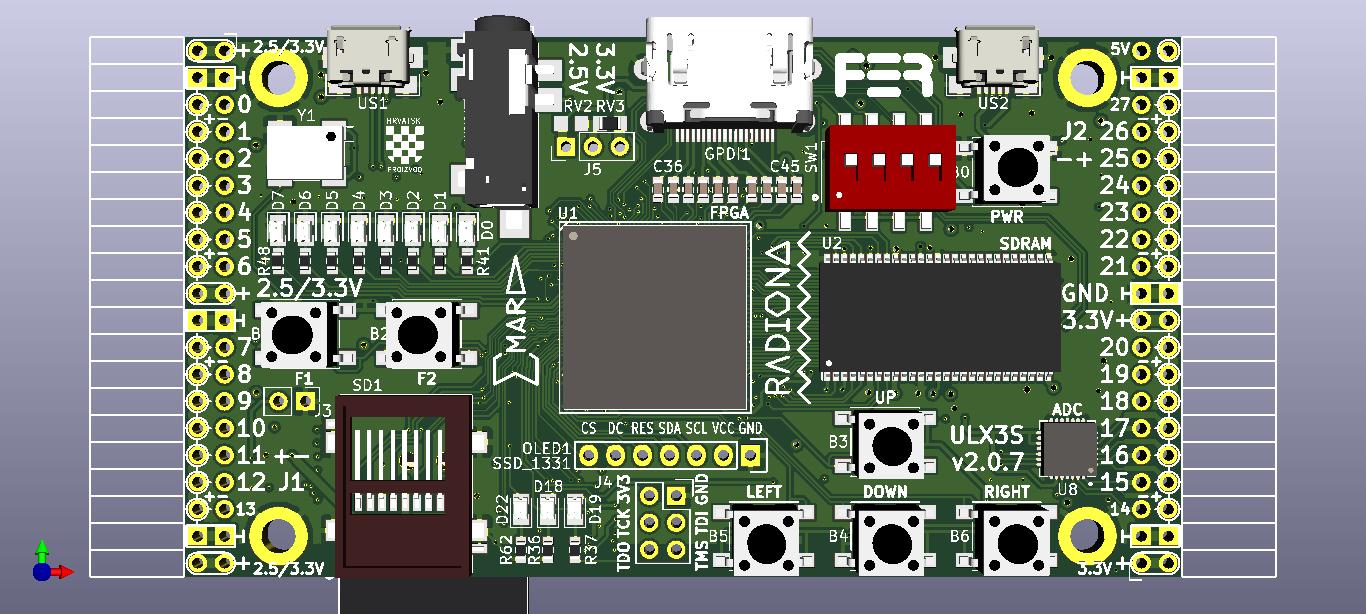 2.5/3.3V
US1
3.3V
2.5V
RV2 RV3
J5
GPDI1
FER
US2
5V
+
0
1
2
3
4
5
6
+
7
8
9
10
11 +-
12 J1
13
+
2.5/3.3V
Y1
HRVATSK
PROIZVOD
D7 D6 D5 D4 D3 D2 D1 D0
R48
R41
2.5/3.3V
B2
F1
F2
J3
SD1
MAR
C36
C45
U1
FPGA
RADIONA
SW1
PWR
27
J2 26
-+ 25
24
23
22
21
GND
3.3V+
20
19
18
17
16
15
14
3.3V +
U2
SDRAM
UP
B3
ULX3S
v2.0.7
ADC
U8
CS DC RES SDA SCL VCC GND
OLED1
SSD_1331
J4
TDO TCK 3V3
TMS TDI GND
D22 D18 D19
R62 R36 R37
LEFT
B5
DOWN
B4
RIGHT
B6